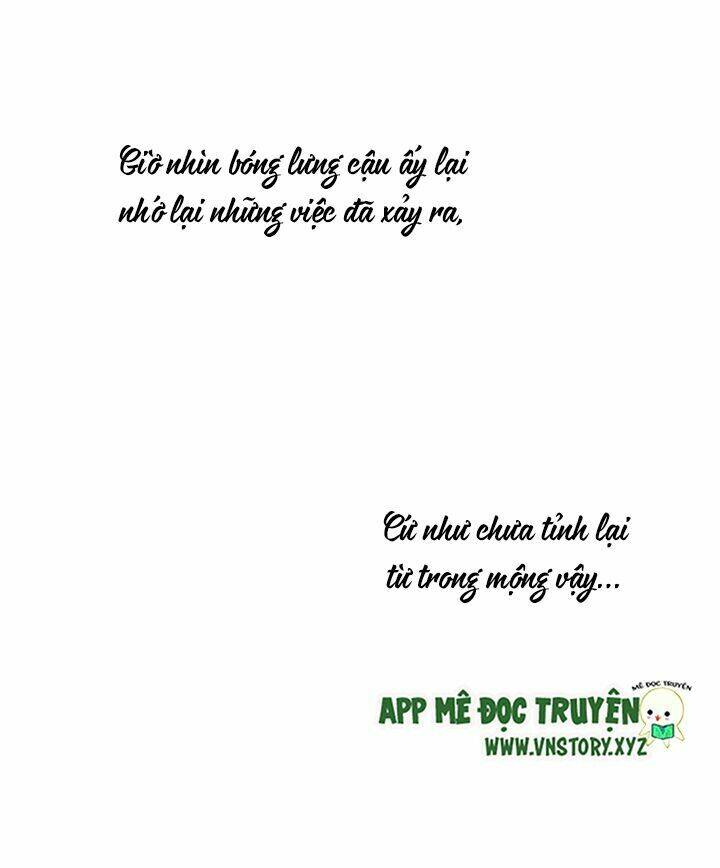 Giờ nhìn bóng lưng cậu ấy lại
nhớ lại những việc đã xảy ra,
Cứ như chưa tỉnh lại
từ trong mộng vậy...
MÊ ĐỌC TRUYỆN
APP MÊ ĐỌC TRUYỆN
WWW.VNSTORY.XYZ